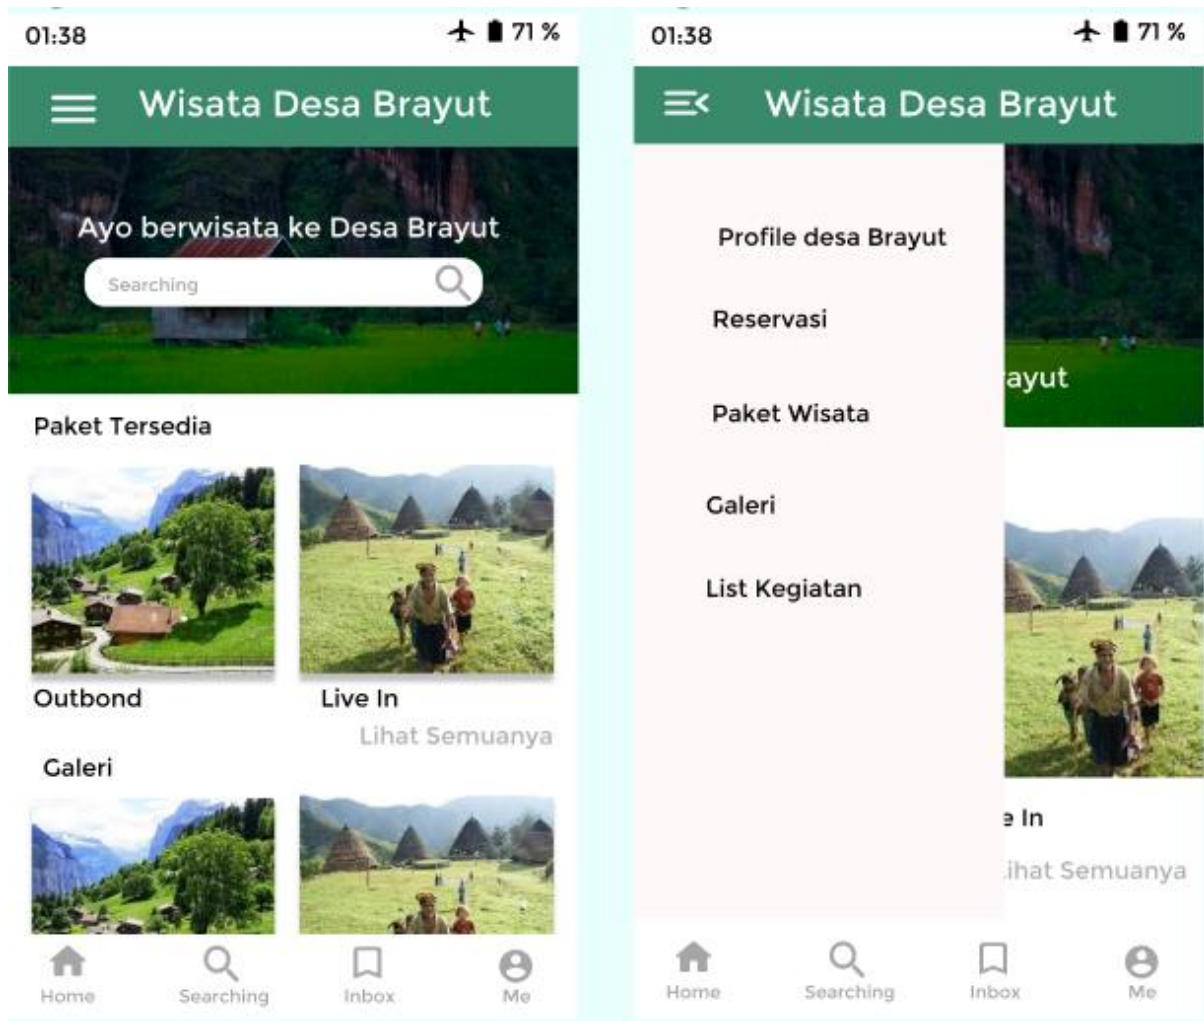 01:38
71 %
Wisata Desa Brayut
Ayo berwisata ke Desa Brayut
Searching
Paket Tersedia
Outbond
Live In
Lihat Semuanya
Galeri
Home
Searching
Inbox
Me
01:38
71 %
Wisata Desa Brayut
Profile desa Brayut
Reservasi
rayut
Paket Wisata
Galeri
List Kegiatan
e In
ihat Semuanya
Home
Searching
Inbox
Me